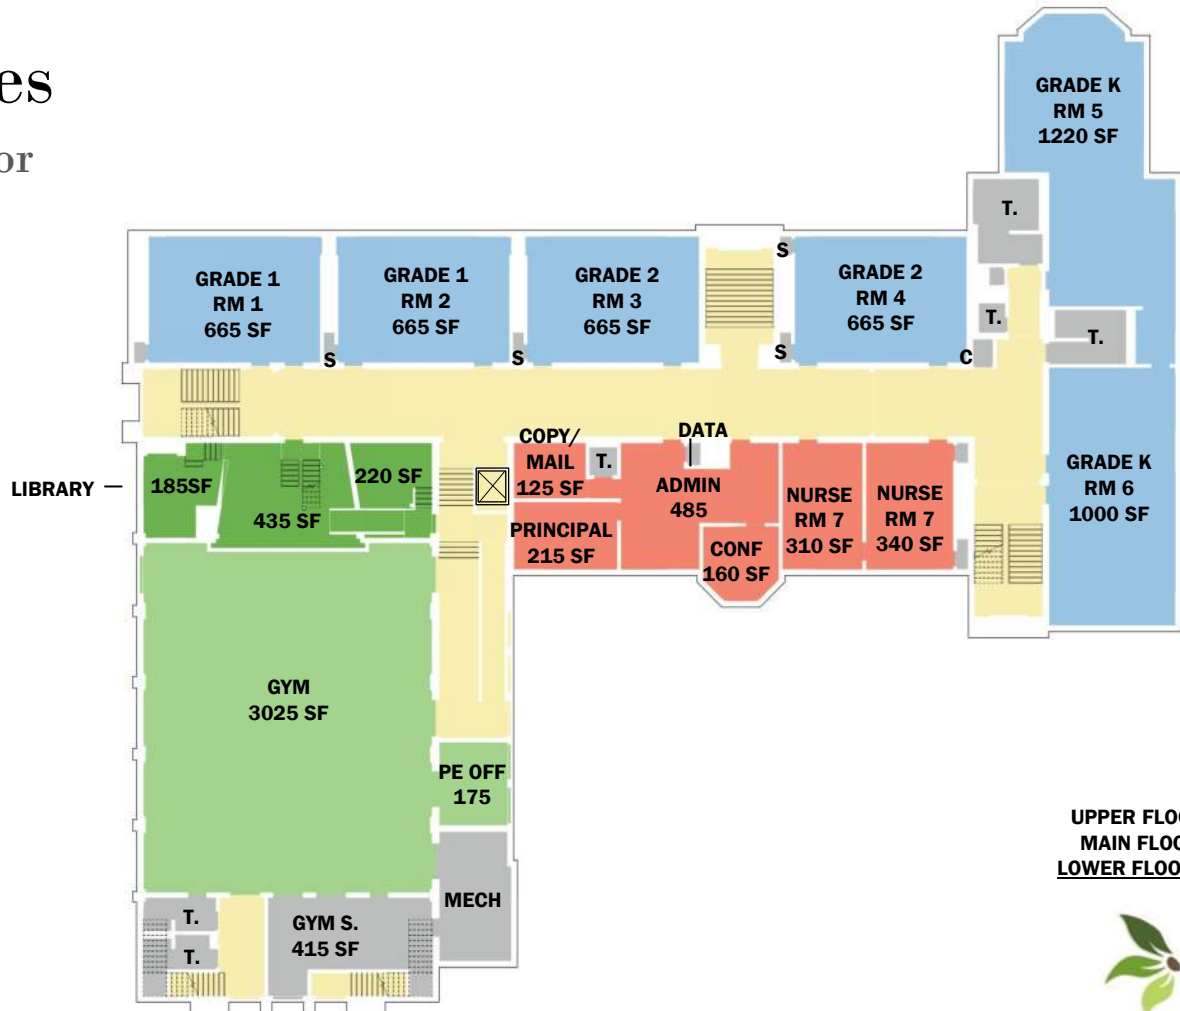 es
or
GRADE K
RM 5
1220 SF
T.
S
GRADE 1
RM 1
665 SF
GRADE 1
RM 2
665 SF
GRADE 2
RM 3
665 SF
GRADE 2
RM 4
665 SF
T.
T.
S
S
S
C
COPY/
MAIL
125 SF
T.
DATA
LIBRARY
185SF
435 SF
220 SF
ADMIN
485
PRINCIPAL
215 SF
CONF
160 SF
NURSE
RM 7
310 SF
NURSE
RM 7
340 SF
GRADE K
RM 6
1000 SF
GYM
3025 SF
PE OFF
175
MECH
T.
T.
GYM S.
415 SF
UPPER FLOO
MAIN FLOO
LOWER FLOO